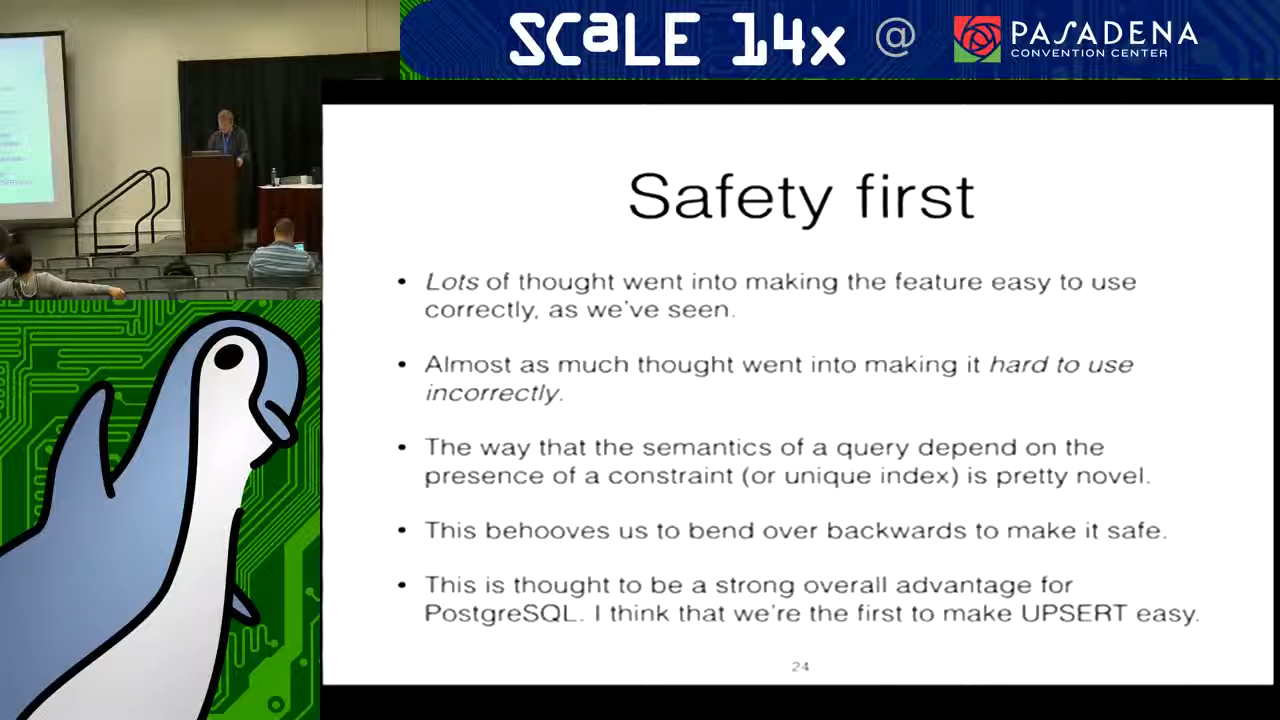 SCaLE 14x @ PASADENA
CONVENTION CENTER
Safety first
• Lots of thought went into making the feature easy to use
correctly, as we've seen.
• Almost as much thought went into making it hard to use
incorrectly.
• The way that the semantics of a query depend on the
presence of a constraint (or unique index) is pretty novel.
• This behooves us to bend over backwards to make it safe.
• This is thought to be a strong overall advantage for
PostgreSQL. I think that we're the first to make UPSERT easy.
24